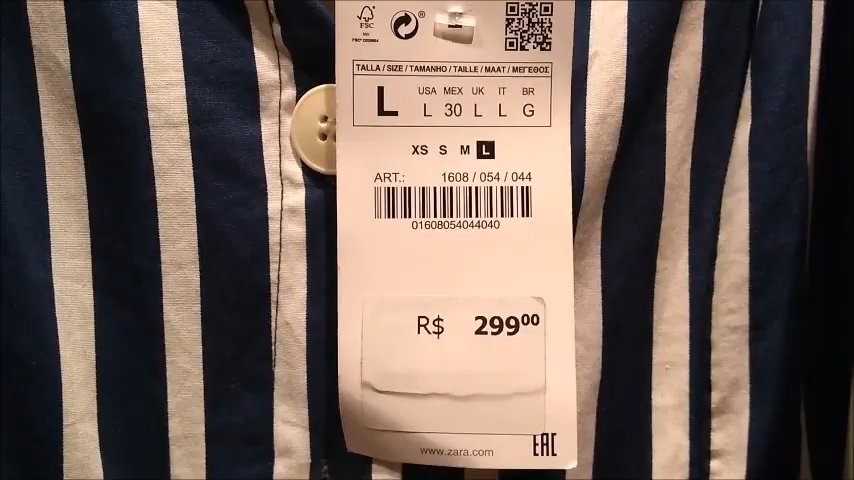 FSC
MIX
TALLA / SIZE / TAMANHO / TAILLE / MAAT / ΜΕΓΕΘΟΣ
L
USA MEX UK IT BR
L 30 L L G
XS S M L
ART.: 1608 / 054 / 044
01608054044040
R$ 299⁰⁰
www.zara.com
EAC